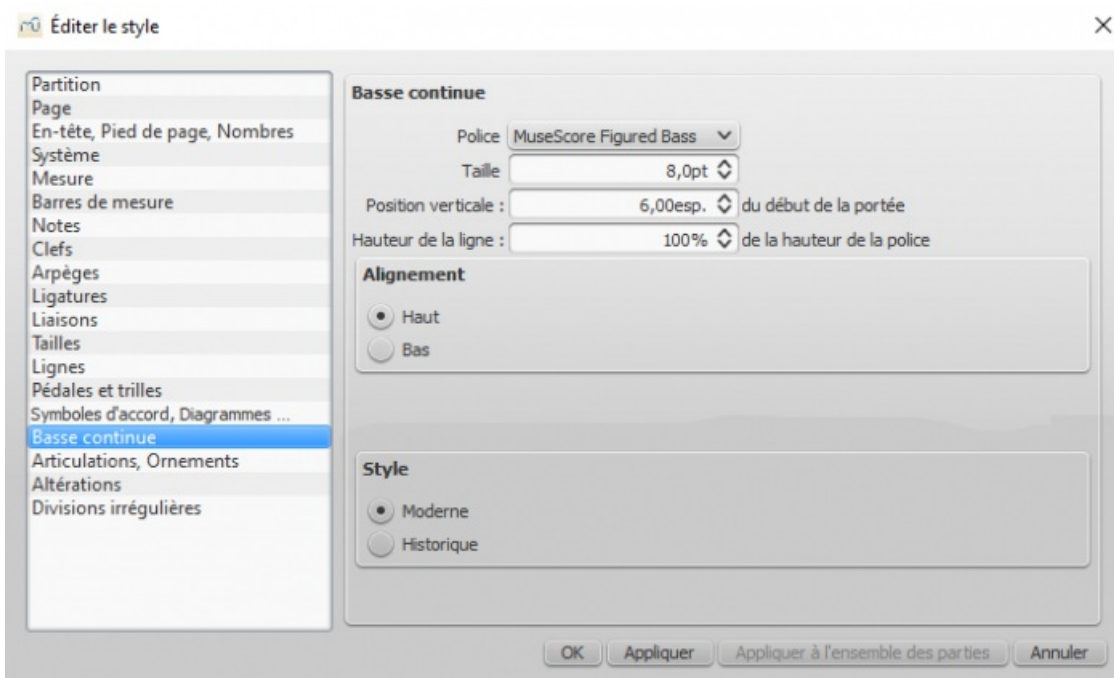 Éditer le style
Partition
Page
En-tête, Pied de page, Nombres
Système
Mesure
Barres de mesure
Notes
Clefs
Arpèges
Ligatures
Liaisons
Tailles
Lignes
Pédales et trilles
Symboles d'accord, Diagrammes ...
Basse continue
Articulations, Ornements
Altérations
Divisions irrégulières
Basse continue
Police MuseScore Figured Bass
Taille 8,0pt
Position verticale : 6,00esp. du début de la portée
Hauteur de la ligne : 100% de la hauteur de la police
Alignement
Haut
Bas
Style
Moderne
Historique
OK Appliquer Appliquer à l'ensemble des parties Annuler